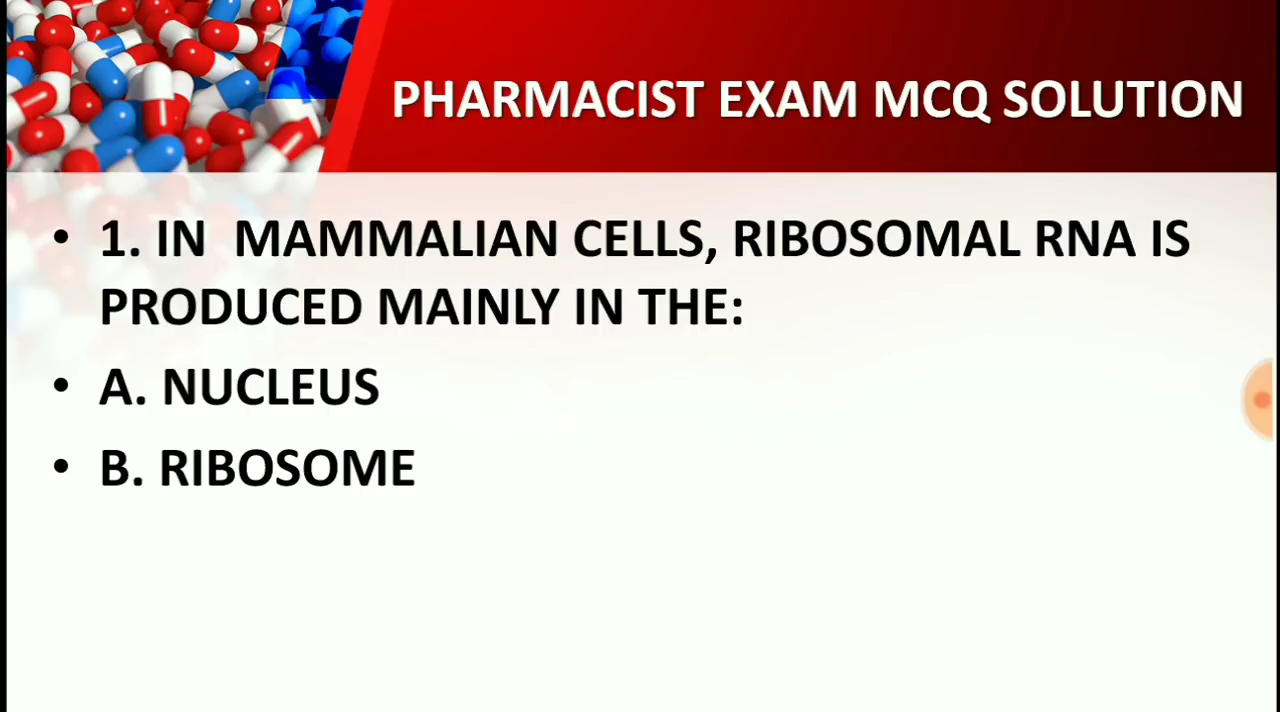 PHARMACIST EXAM MCQ SOLUTION
• 1. IN MAMMALIAN CELLS, RIBOSOMAL RNA IS
PRODUCED MAINLY IN THE:
• A. NUCLEUS
• B. RIBOSOME